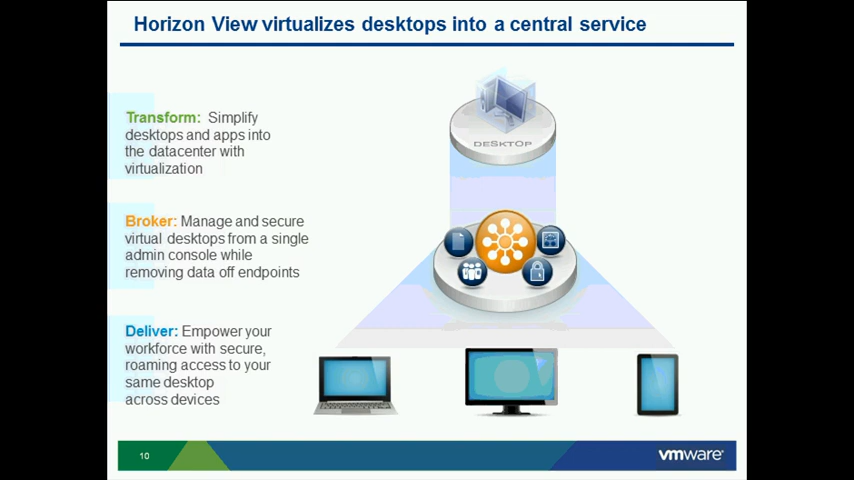 Horizon View virtualizes desktops into a central service
Transform: Simplify
desktops and apps into
the datacenter with
virtualization
DESKTOP
Broker: Manage and secure
virtual desktops from a single
admin console while
removing data off endpoints
Deliver: Empower your
workforce with secure,
roaming access to your
same desktop
across devices
10
vmware